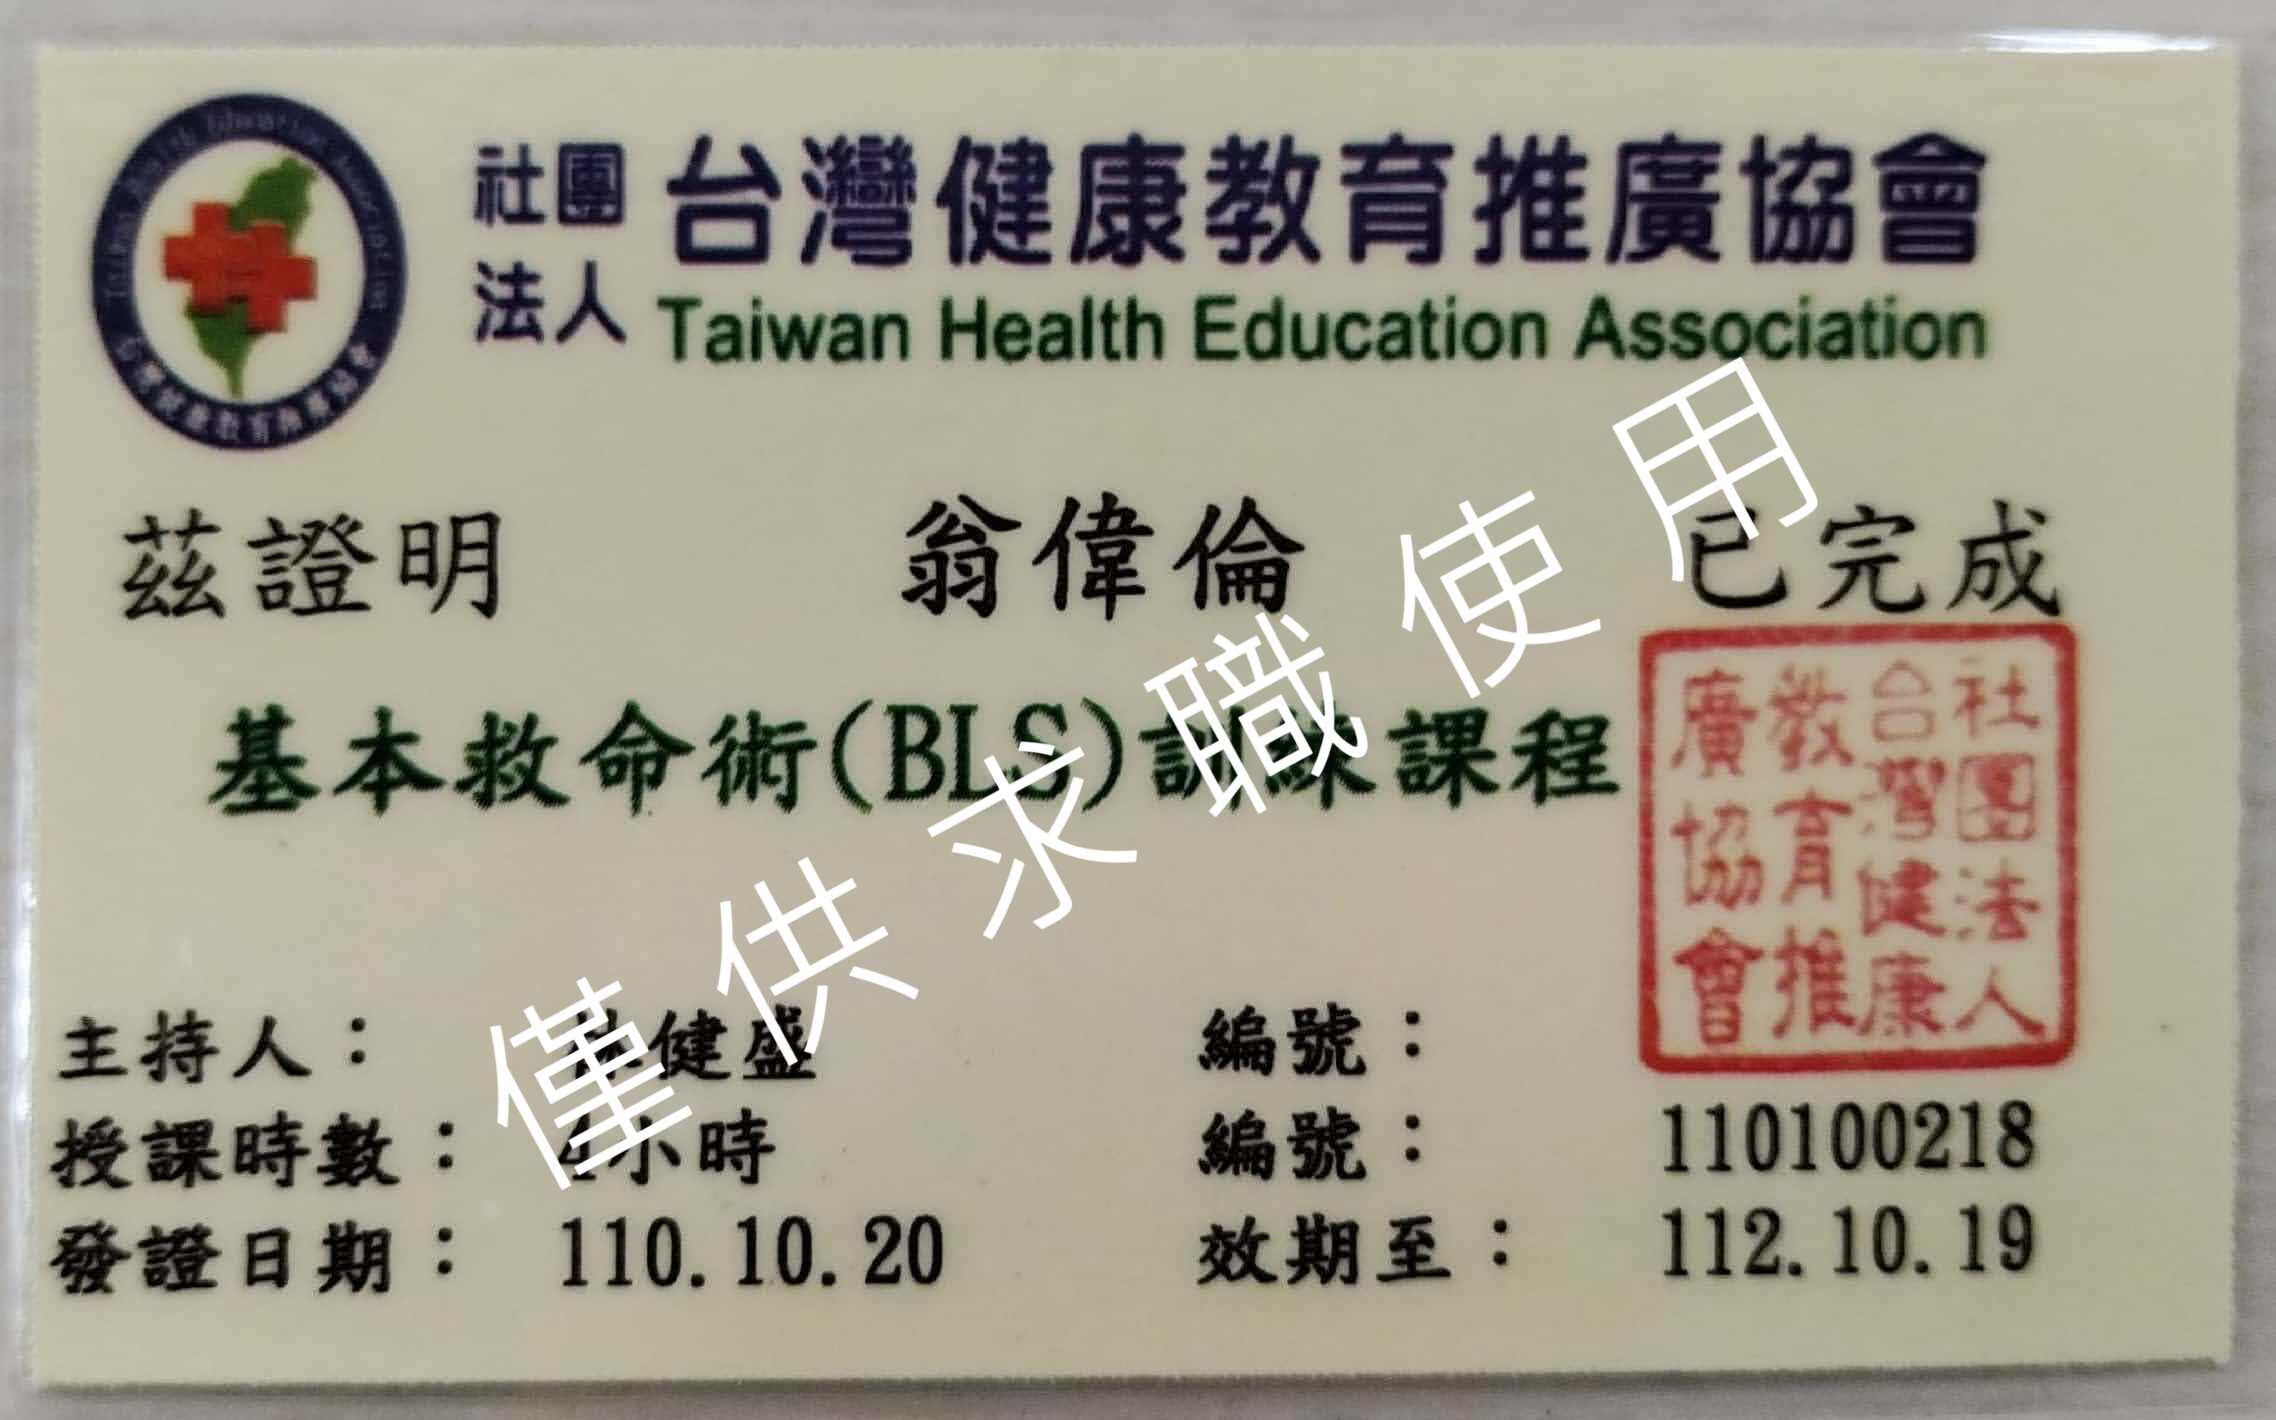 社團法人 台灣健康教育推廣協會
Taiwan Health Education Association
茲證明 翁偉倫 已完成
基本救命術(BLS)訓練課程
主持人： 林健盛 編號：
授課時數： 4小時 編號： 110100218
發證日期： 110.10.20 效期至： 112.10.19
社團法人
台灣健康
教育推
廣協會
僅供求職使用